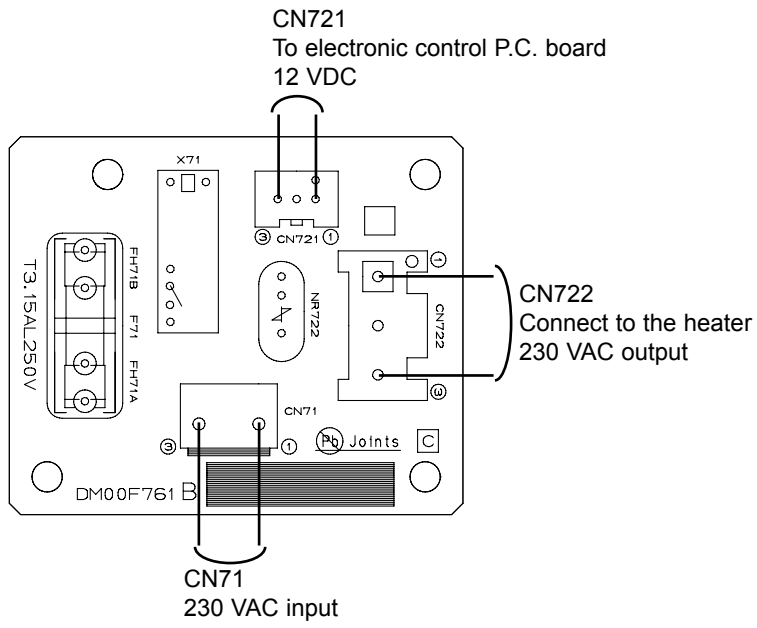 CN721
To electronic control P.C. board
12 VDC
X71
③ CN721 ①
FH71B
F71
FH71A
T3.15AL250V
NR722
①
CN722
③
CN722
Connect to the heater
230 VAC output
CN71
③ ①
Pb Joints
C
DM00F761 B
CN71
230 VAC input